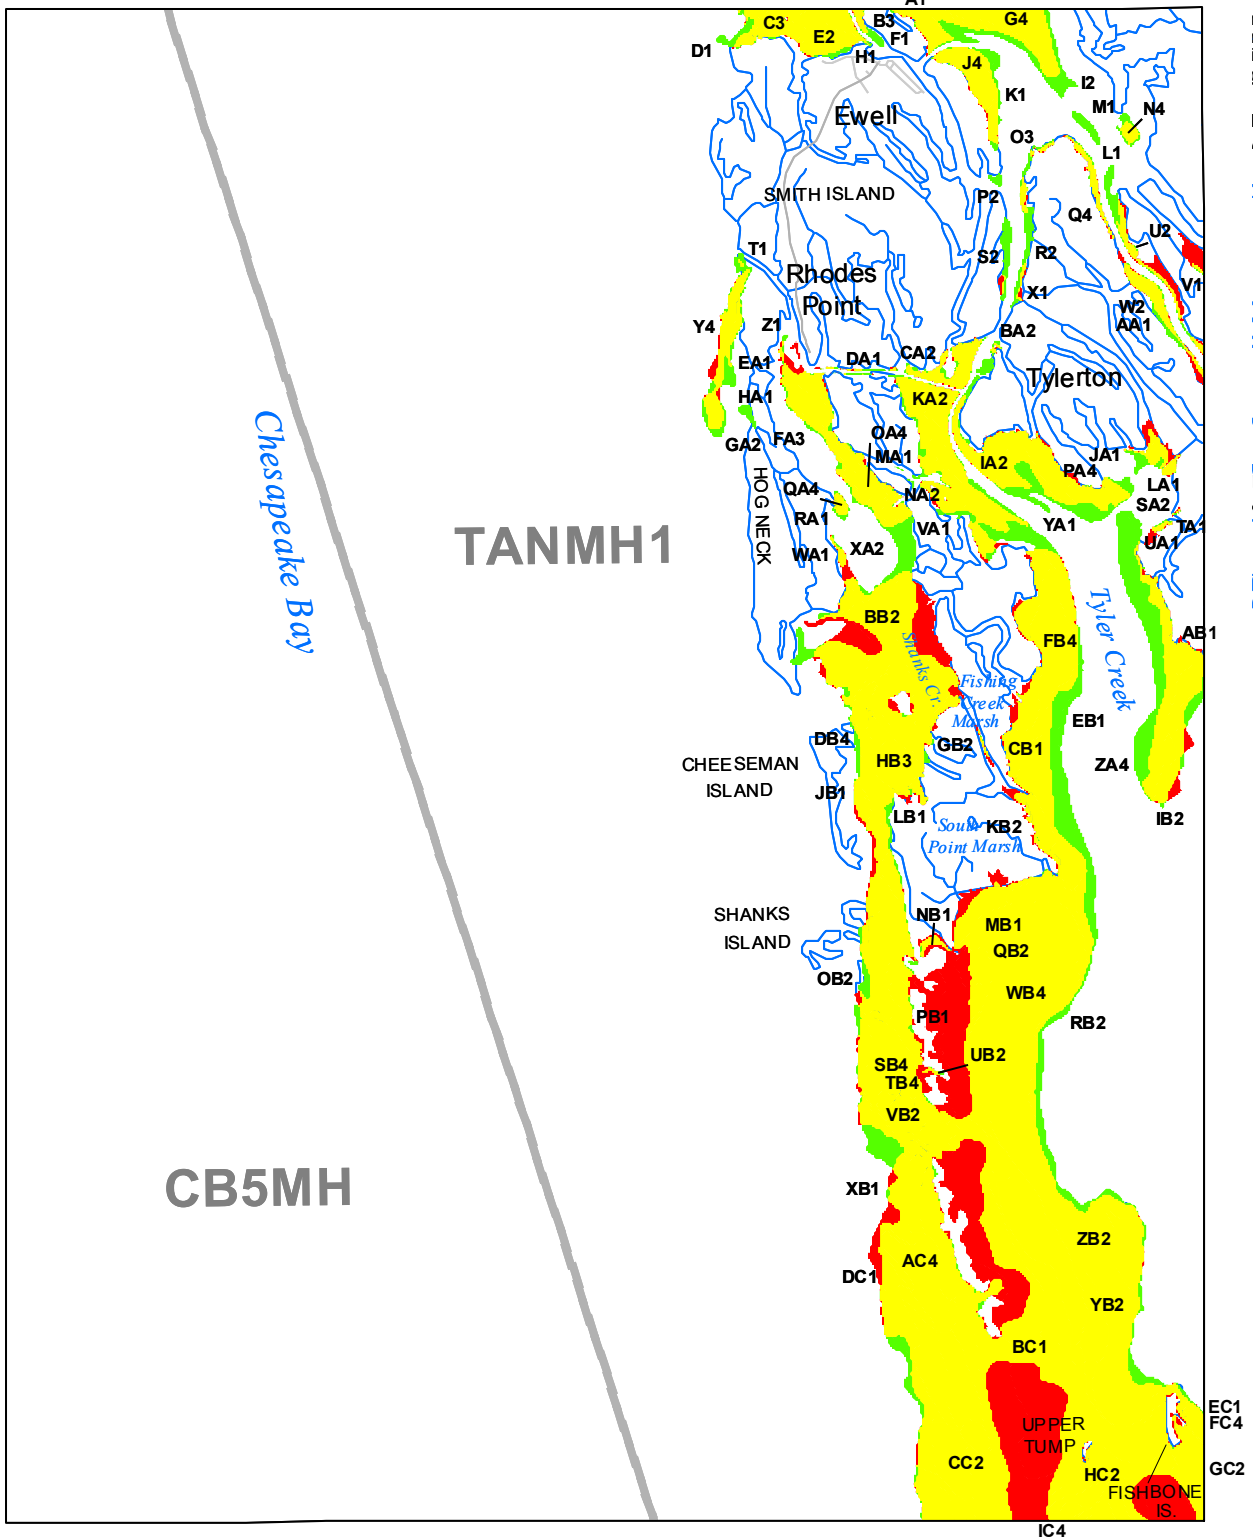 A1
C3
B3
G4
E2
F1
D1
H1
J4
I2
K1
M1
N4
Ewell
O3
L1
SMITH ISLAND
P2
Q4
U2
T1
S2
R2
Rhodes
Point
X1
V1
W2
AA1
Y4
Z1
BA2
EA1
DA1
CA2
Tylerton
HA1
KA2
GA2
FA3
OA4
MA1
IA2
JA1
PA4
LA1
QA4
NA2
SA2
HOG NECK
RA1
VA1
YA1
TA1
UA1
WA1
XA2
TANMH1
Chesapeake Bay
BB2
Shanks Cr.
FB4
Tyler Creek
AB1
Fishing
Creek
Marsh
EB1
DB4
GB2
CB1
HB3
ZA4
CHEESEMAN
ISLAND
JB1
LB1
IB2
South
Point Marsh
KB2
SHANKS
ISLAND
NB1
MB1
QB2
OB2
WB4
PB1
RB2
UB2
SB4
TB4
VB2
CB5MH
XB1
ZB2
AC4
DC1
YB2
BC1
EC1
FC4
UPPER
TUMP
CC2
HC2
GC2
FISHBONE
IS.
IC4